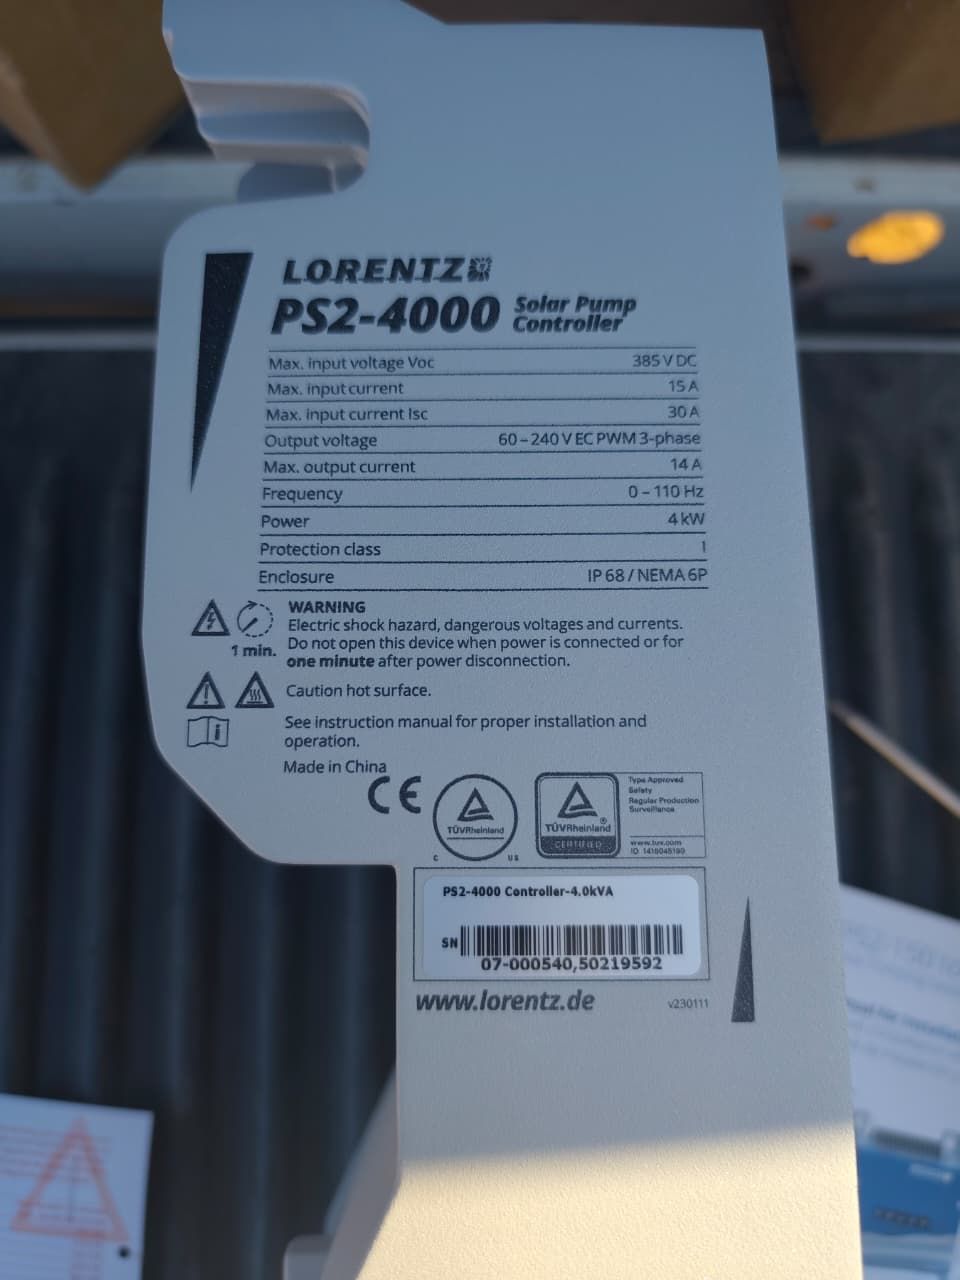 LORENTZ
PS2-4000 Solar Pump Controller
Max. input voltage Voc 385 V DC
Max. input current 15 A
Max. input current Isc 30 A
Output voltage 60 – 240 V EC PWM 3-phase
Max. output current 14 A
Frequency 0 – 110 Hz
Power 4 kW
Protection class 1
Enclosure IP 68 / NEMA 6P
WARNING
Electric shock hazard, dangerous voltages and currents.
Do not open this device when power is connected or for
1 min.
one minute after power disconnection.
Caution hot surface.
See instruction manual for proper installation and
operation.
Made in China
CE
TÜVRheinland
C US
TÜVRheinland ®
CERTIFIED
Type Approved
Safety
Regular Production
Surveillance
www.tuv.com
ID 1419045190
PS2-4000 Controller-4.0kVA
SN
07-000540,50219592
www.lorentz.de
v230111